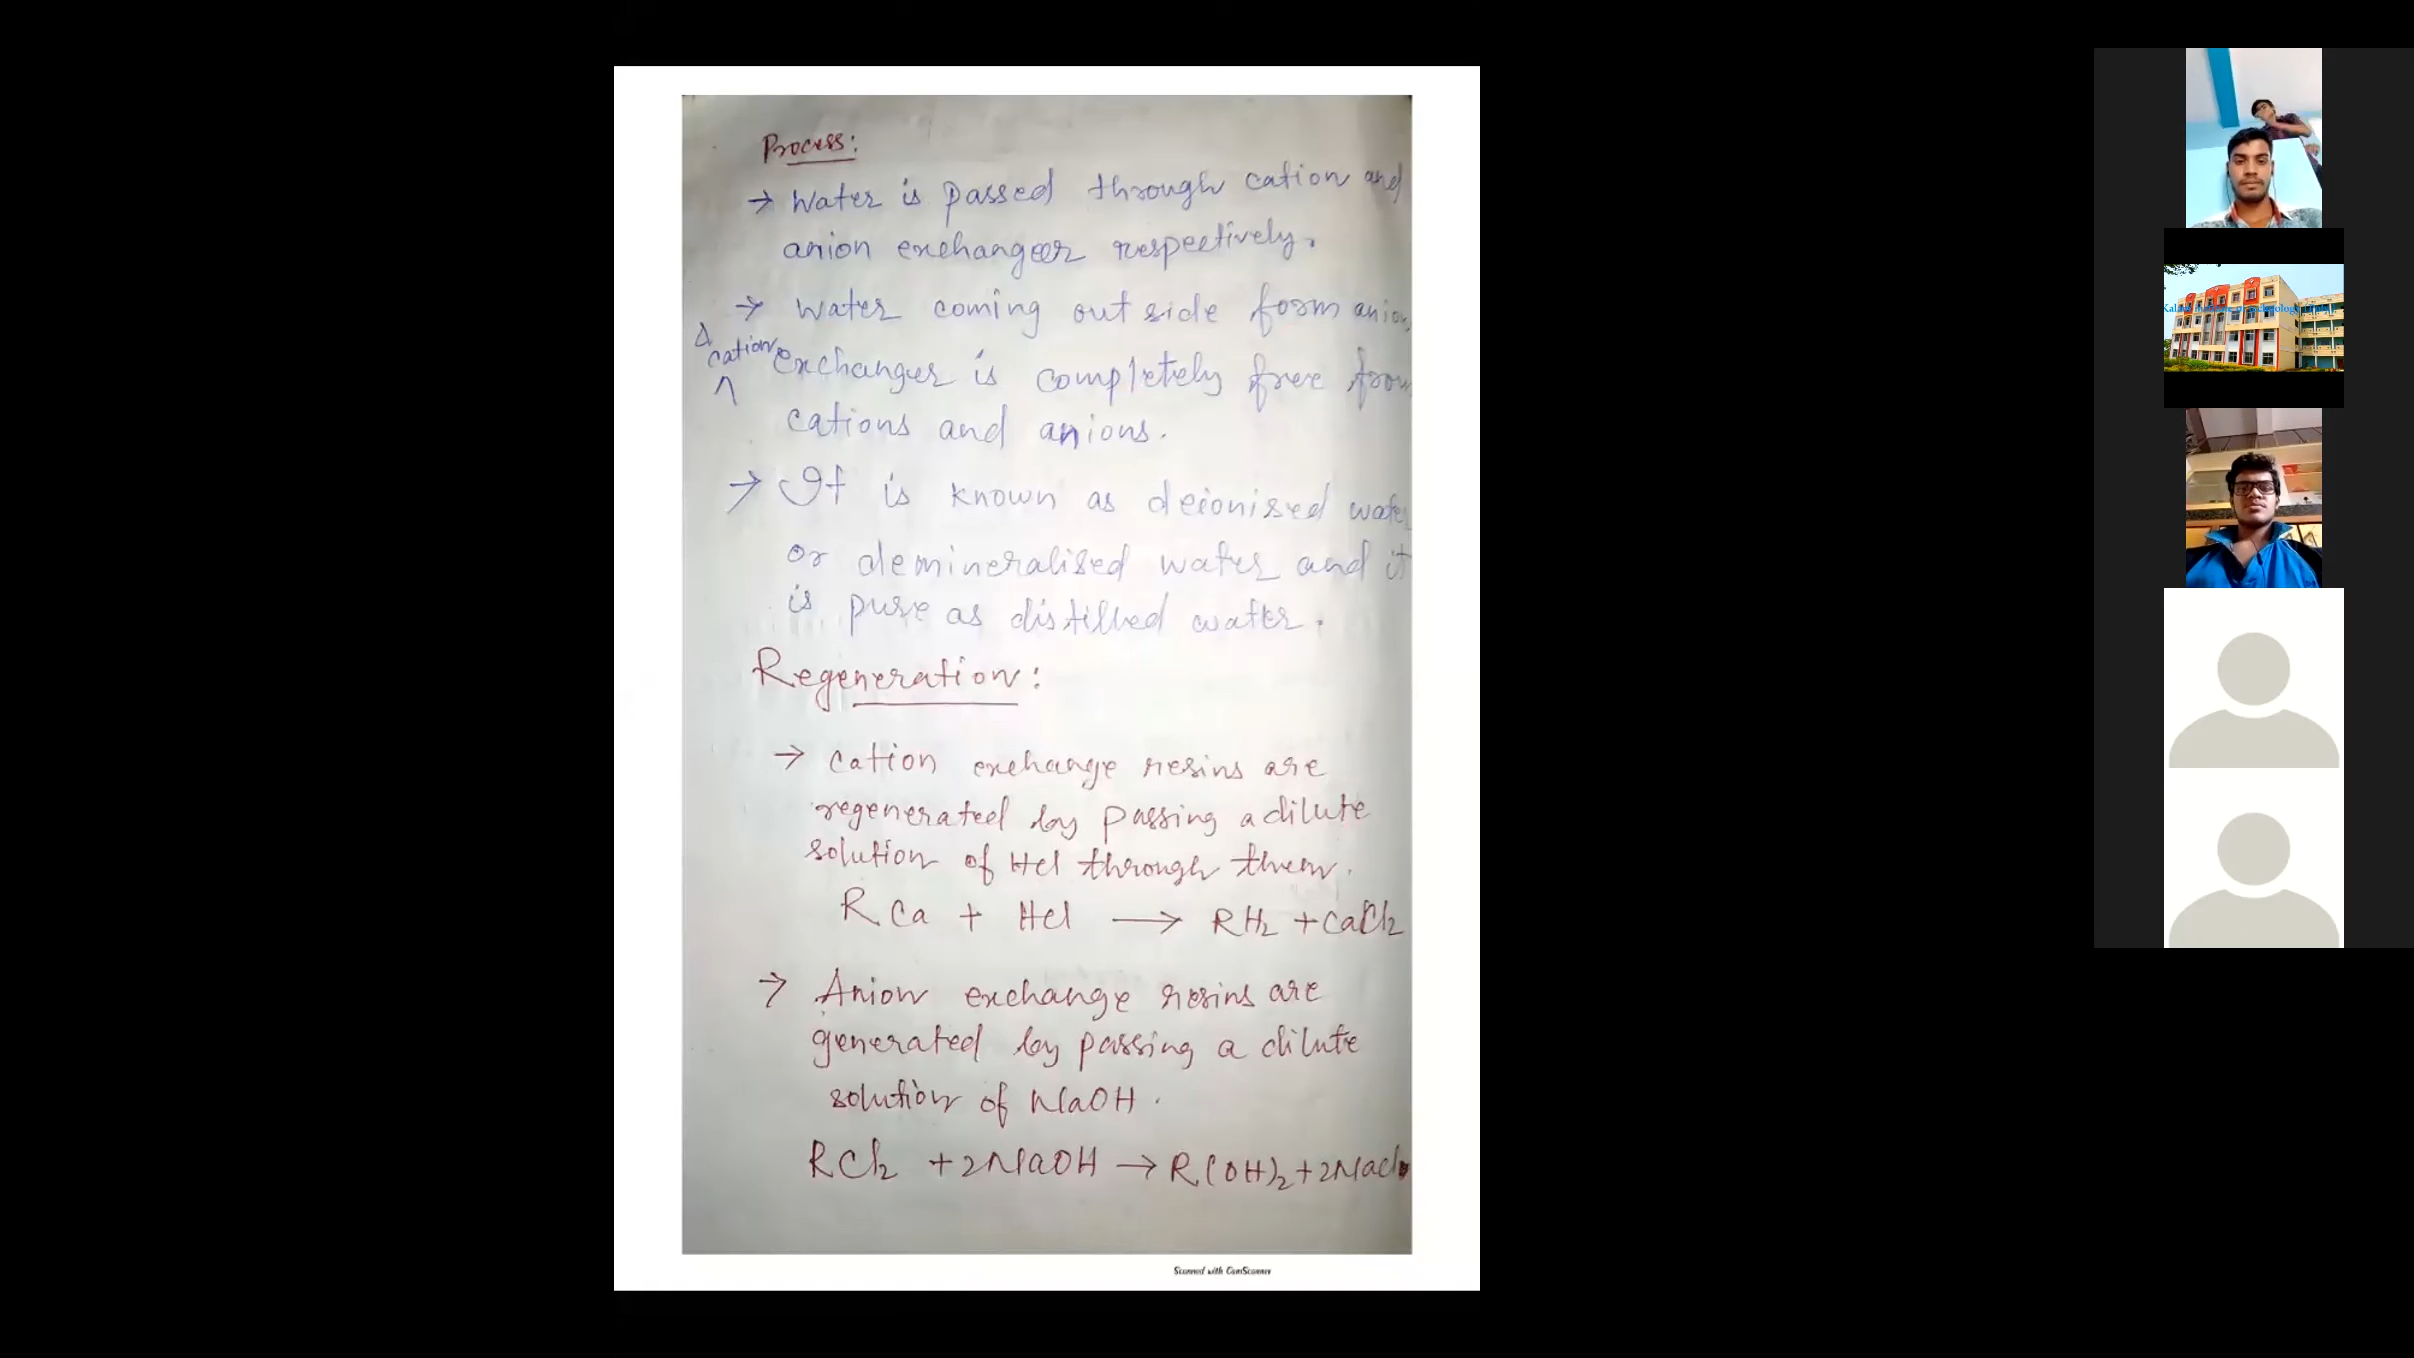 Process:
→ Water is passed through cation and
anion exchangeer respectively.
→ Water coming out side form anion
& cation
exchanger is completely free from
cations and anions.
→ It is known as deionised water
or demineralised water and it
is pure as distilled water.
Regeneration:
→ Cation exchange resins are
regenerated by passing a dilute
solution of Hcl through them.
RCa + Hcl → RH₂ + CaCl₂
→ Anion exchange resins are
generated by passing a dilute
solution of NaOH.
RCl₂ + 2NaOH → R(OH)₂ + 2Nacl
Scanned with CamScanner